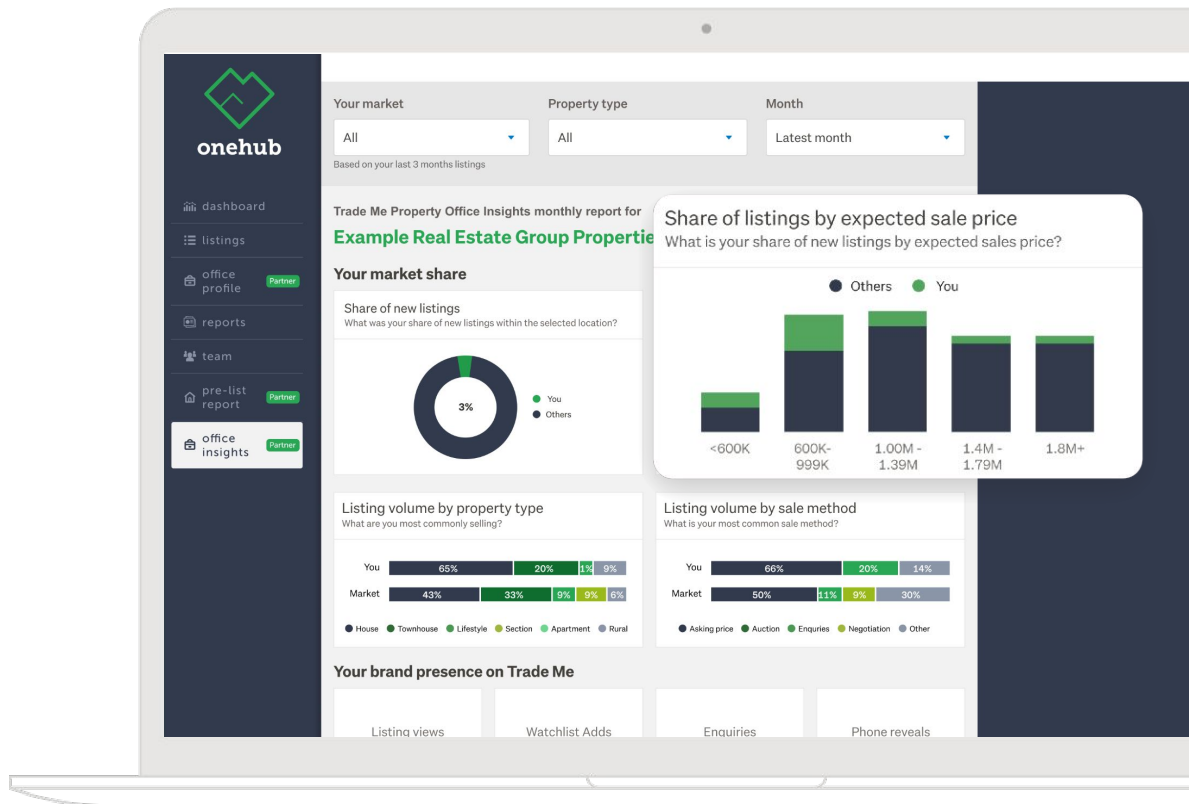 onehub
dashboard
listings
office
profile
Partner
reports
team
pre-list
report
Partner
office
insights
Partner
Your market
Property type
Month
All
All
Latest month
Based on your last 3 months listings
Trade Me Property Office Insights monthly report for
Example Real Estate Group Propertie
Your market share
Share of new listings
What was your share of new listings within the selected location?
3%
You
Others
Share of listings by expected sale price
What is your share of new listings by expected sales price?
Others You
<600K
600K-
999K
1.00M -
1.39M
1.4M -
1.79M
1.8M+
Listing volume by property type
What are you most commonly selling?
You 65% 20% 1% 9%
Market 43% 33% 9% 9% 6%
House Townhouse Lifestyle Section Apartment Rural
Listing volume by sale method
What is your most common sale method?
You 66% 20% 14%
Market 50% 11% 9% 30%
Asking price Auction Enquries Negotiation Other
Your brand presence on Trade Me
Listing views
Watchlist Adds
Enquiries
Phone reveals